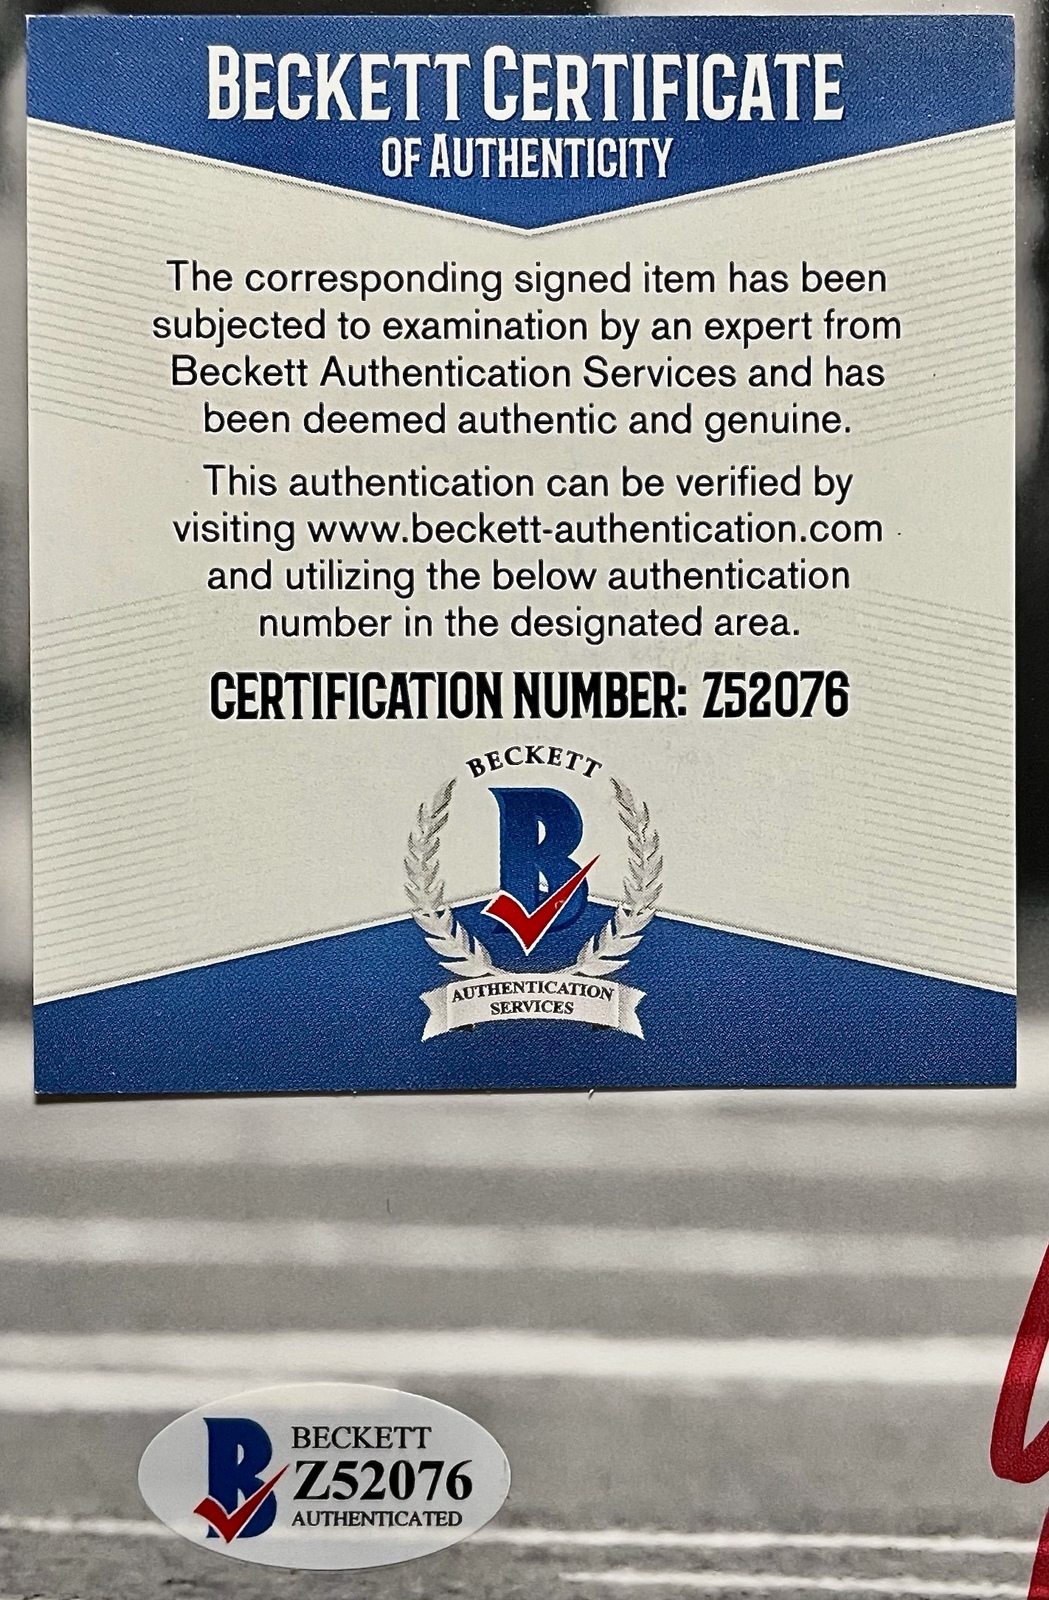 BECKETT CERTIFICATE
OF AUTHENTICITY
The corresponding signed item has been
subjected to examination by an expert from
Beckett Authentication Services and has
been deemed authentic and genuine.
This authentication can be verified by
visiting www.beckett-authentication.com
and utilizing the below authentication
number in the designated area.
CERTIFICATION NUMBER: Z52076
BECKETT
B
AUTHENTICATION
SERVICES
B
BECKETT
Z52076
AUTHENTICATED